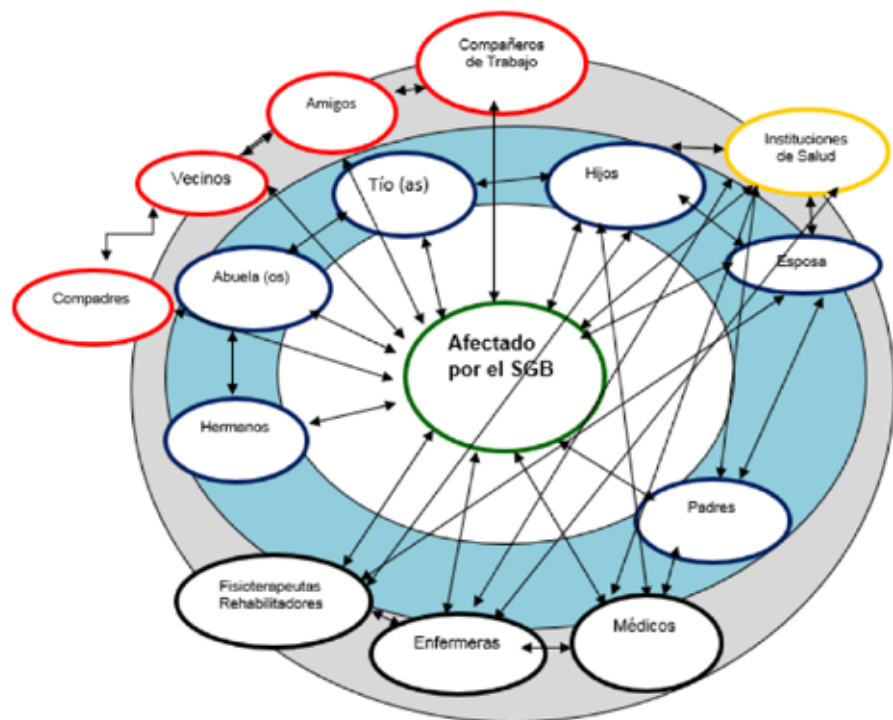 Compañeros
de Trabajo
Amigos
Instituciones
de Salud
Vecinos
Tío (as)
Hijos
Abuela (os)
Esposa
Compadres
Afectado
por el SGB
Hermanos
Padres
Fisioterapeutas
Rehabilitadores
Enfermeras
Médicos